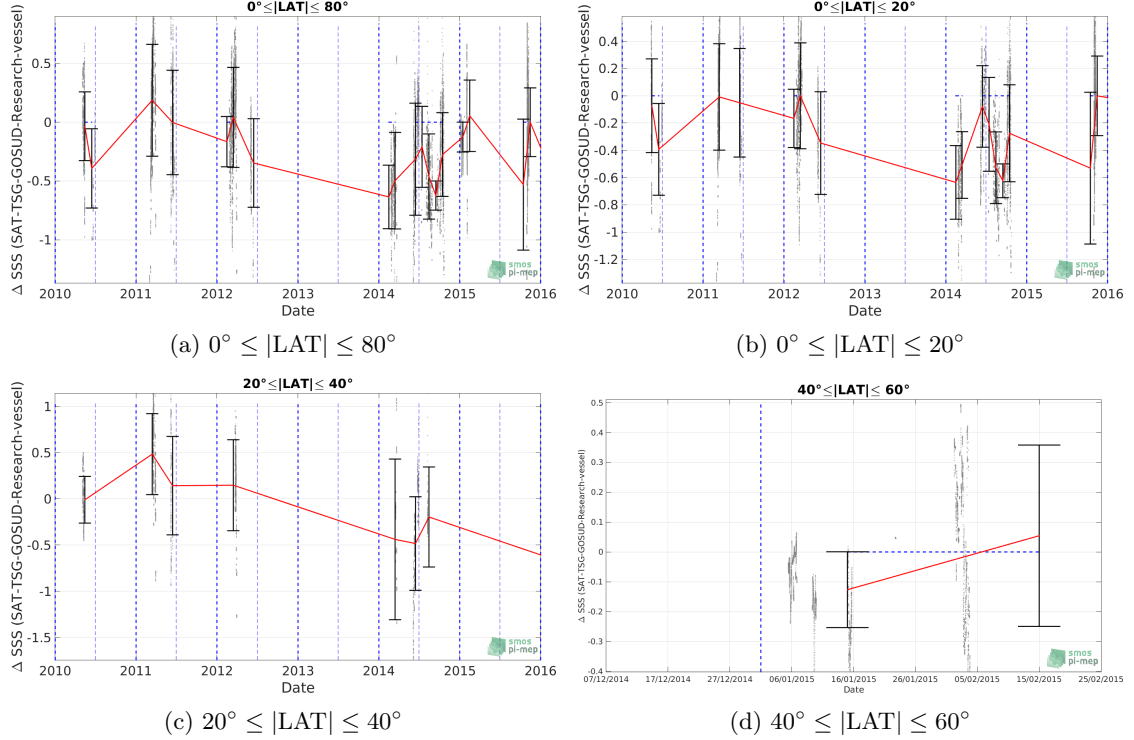 0°≤|LAT|≤ 80°
Δ SSS (SAT-TSG-GOSUD-Research-vessel)
0.5
0
-0.5
-1
2010 2011 2012 2013 2014 2015 2016
Date
smos
pi-mep
(a) 0° ≤ |LAT| ≤ 80°
0°≤|LAT|≤ 20°
Δ SSS (SAT-TSG-GOSUD-Research-vessel)
0.4
0.2
0
-0.2
-0.4
-0.6
-0.8
-1
-1.2
2010 2011 2012 2013 2014 2015 2016
Date
smos
pi-mep
(b) 0° ≤ |LAT| ≤ 20°
20°≤|LAT|≤ 40°
Δ SSS (SAT-TSG-GOSUD-Research-vessel)
1
0.5
0
-0.5
-1
-1.5
2010 2011 2012 2013 2014 2015 2016
Date
smos
pi-mep
(c) 20° ≤ |LAT| ≤ 40°
40°≤|LAT|≤ 60°
Δ SSS (SAT-TSG-GOSUD-Research-vessel)
0.5
0.4
0.3
0.2
0.1
0
-0.1
-0.2
-0.3
-0.4
07/12/2014 17/12/2014 27/12/2014 06/01/2015 16/01/2015 26/01/2015 05/02/2015 15/02/2015 25/02/2015
Date
smos
pi-mep
(d) 40° ≤ |LAT| ≤ 60°